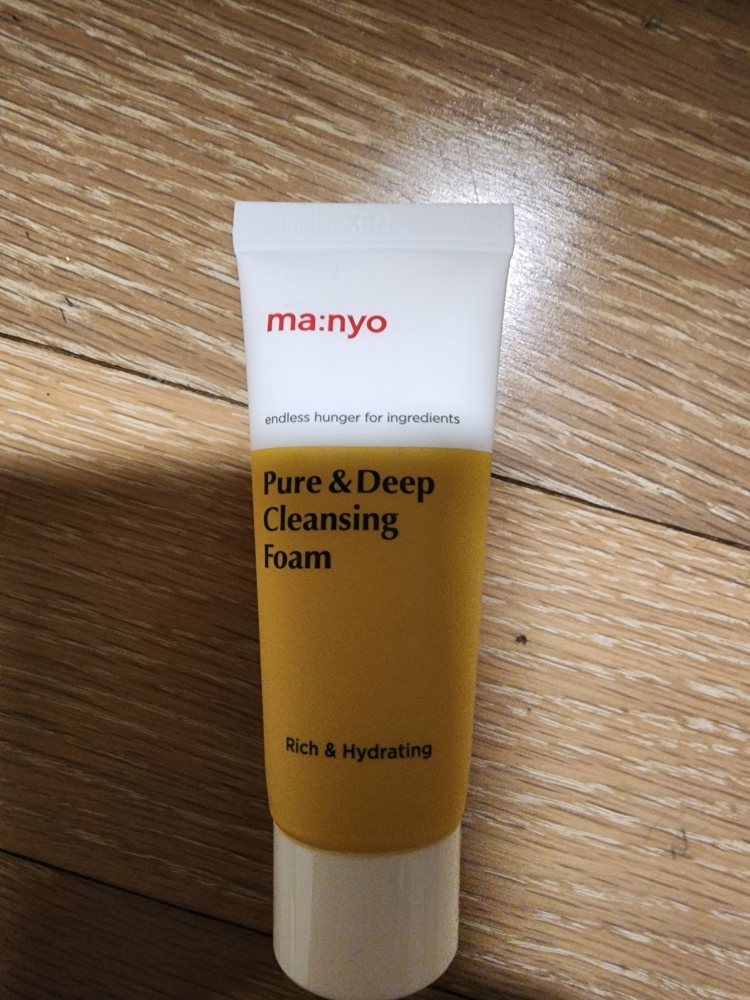 ma:nyo
endless hunger for ingredients
Pure & Deep
Cleansing
Foam
Rich & Hydrating